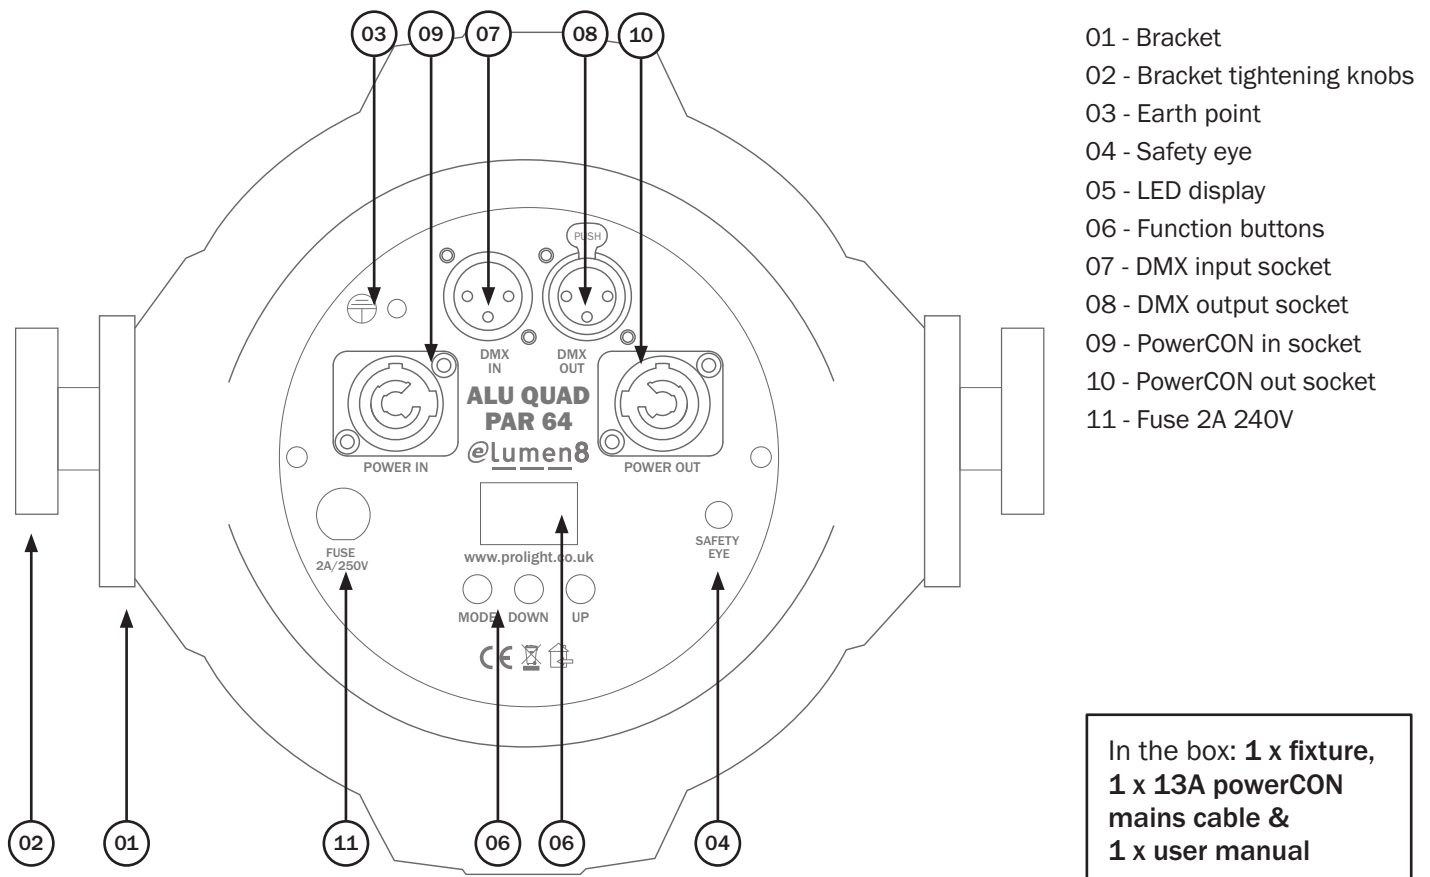 03 09 07 08 10
PUSH
DMX
IN
DMX
OUT
ALU QUAD
PAR 64
elumen8
POWER IN
POWER OUT
FUSE
2A/250V
SAFETY
EYE
www.prolight.co.uk
MODE DOWN UP
CE
02 01 11 06 06 04
01 - Bracket
02 - Bracket tightening knobs
03 - Earth point
04 - Safety eye
05 - LED display
06 - Function buttons
07 - DMX input socket
08 - DMX output socket
09 - PowerCON in socket
10 - PowerCON out socket
11 - Fuse 2A 240V
In the box: 1 x fixture,
1 x 13A powerCON
mains cable &
1 x user manual